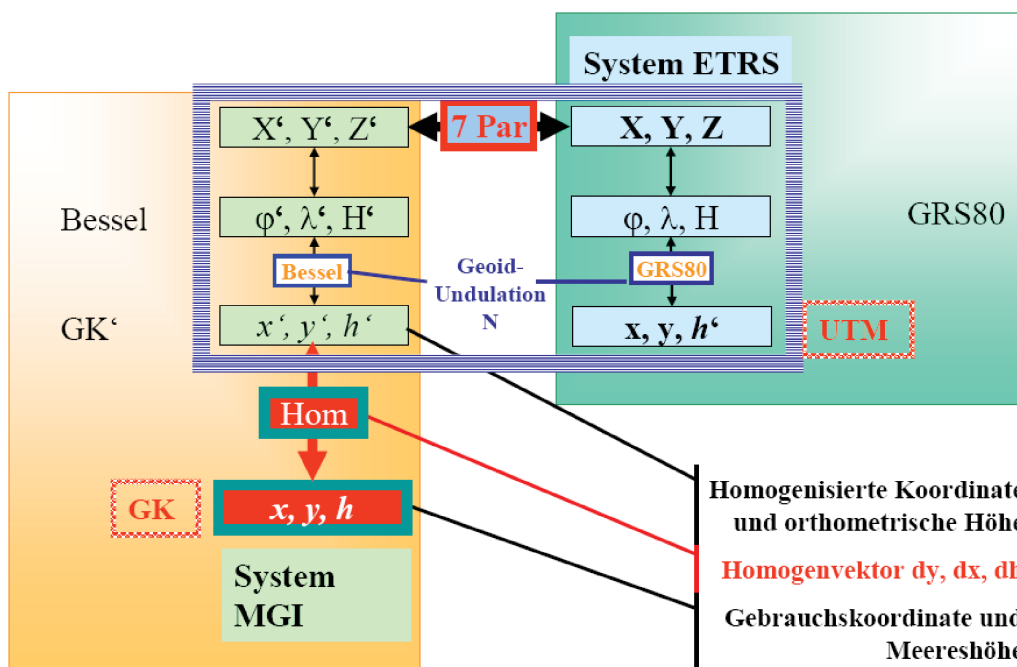 System ETRS
X‘, Y‘, Z‘
7 Par
X, Y, Z
Bessel
φ‘, λ‘, H‘
φ, λ, H
GRS80
Bessel
Geoid-
Undulation
N
GRS80
GK‘
x‘, y‘, h‘
x, y, h‘
UTM
Hom
GK
x, y, h
System
MGI
Homogenisierte Koordinate
und orthometrische Höhe
Homogenvektor dy, dx, dh
Gebrauchskoordinate und
Meereshöhe